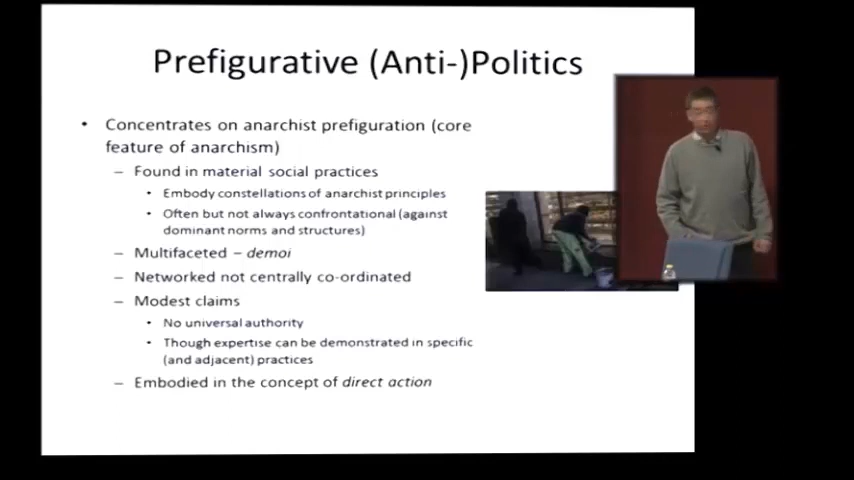 Prefigurative (Anti-)Politics
• Concentrates on anarchist prefiguration (core
feature of anarchism)
– Found in material social practices
• Embody constellations of anarchist principles
• Often but not always confrontational (against
dominant norms and structures)
– Multifaceted – demoi
– Networked not centrally co-ordinated
– Modest claims
• No universal authority
• Though expertise can be demonstrated in specific
(and adjacent) practices
– Embodied in the concept of direct action